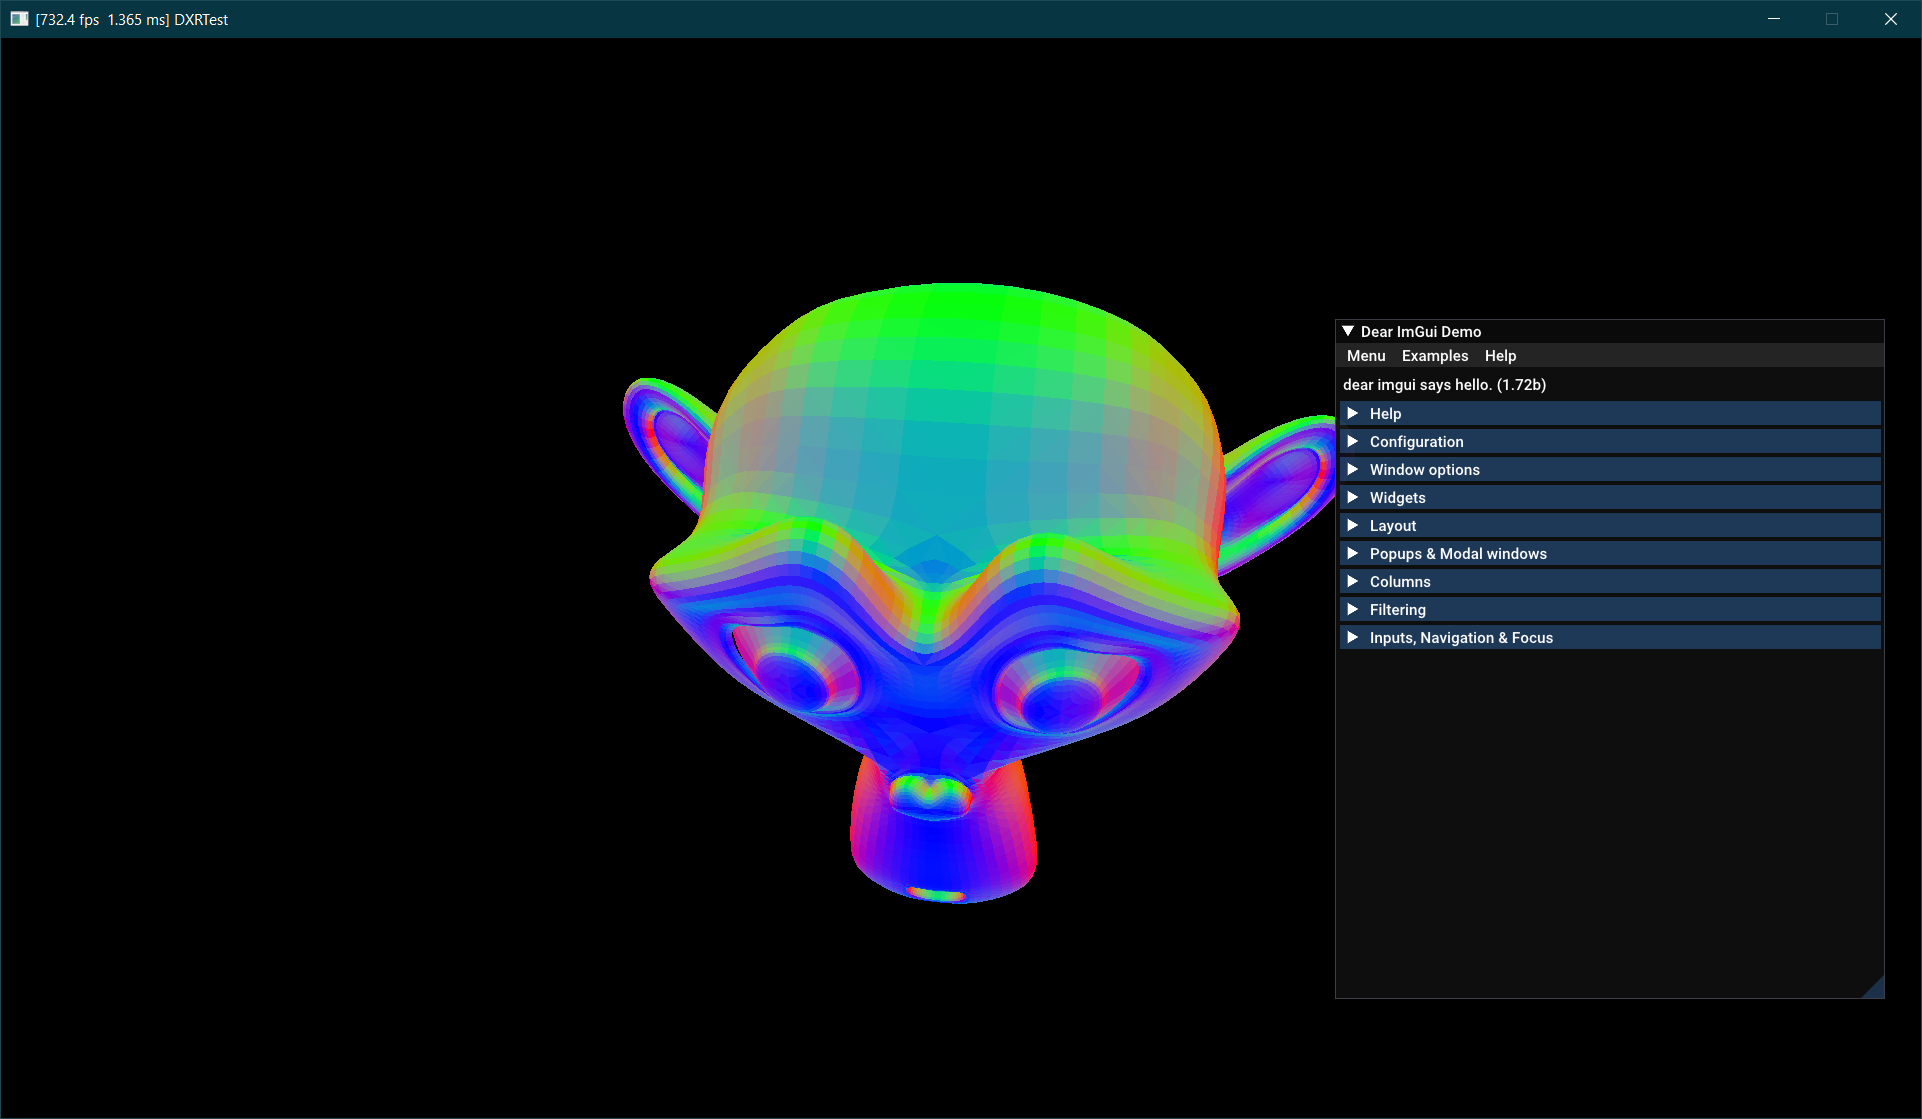 [732.4 fps  1.365 ms] DXRTest
Dear ImGui Demo
Menu Examples Help
dear imgui says hello. (1.72b)
Help
Configuration
Window options
Widgets
Layout
Popups & Modal windows
Columns
Filtering
Inputs, Navigation & Focus